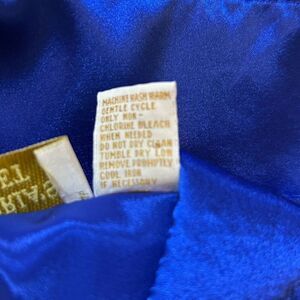 MACHINE WASH WARM
GENTLE CYCLE
ONLY NON-
CHLORINE BLEACH
WHEN NEEDED
DO NOT DRY CLEAN
TUMBLE DRY LOW
REMOVE PROMPTLY
COOL IRON
IF NECESSARY